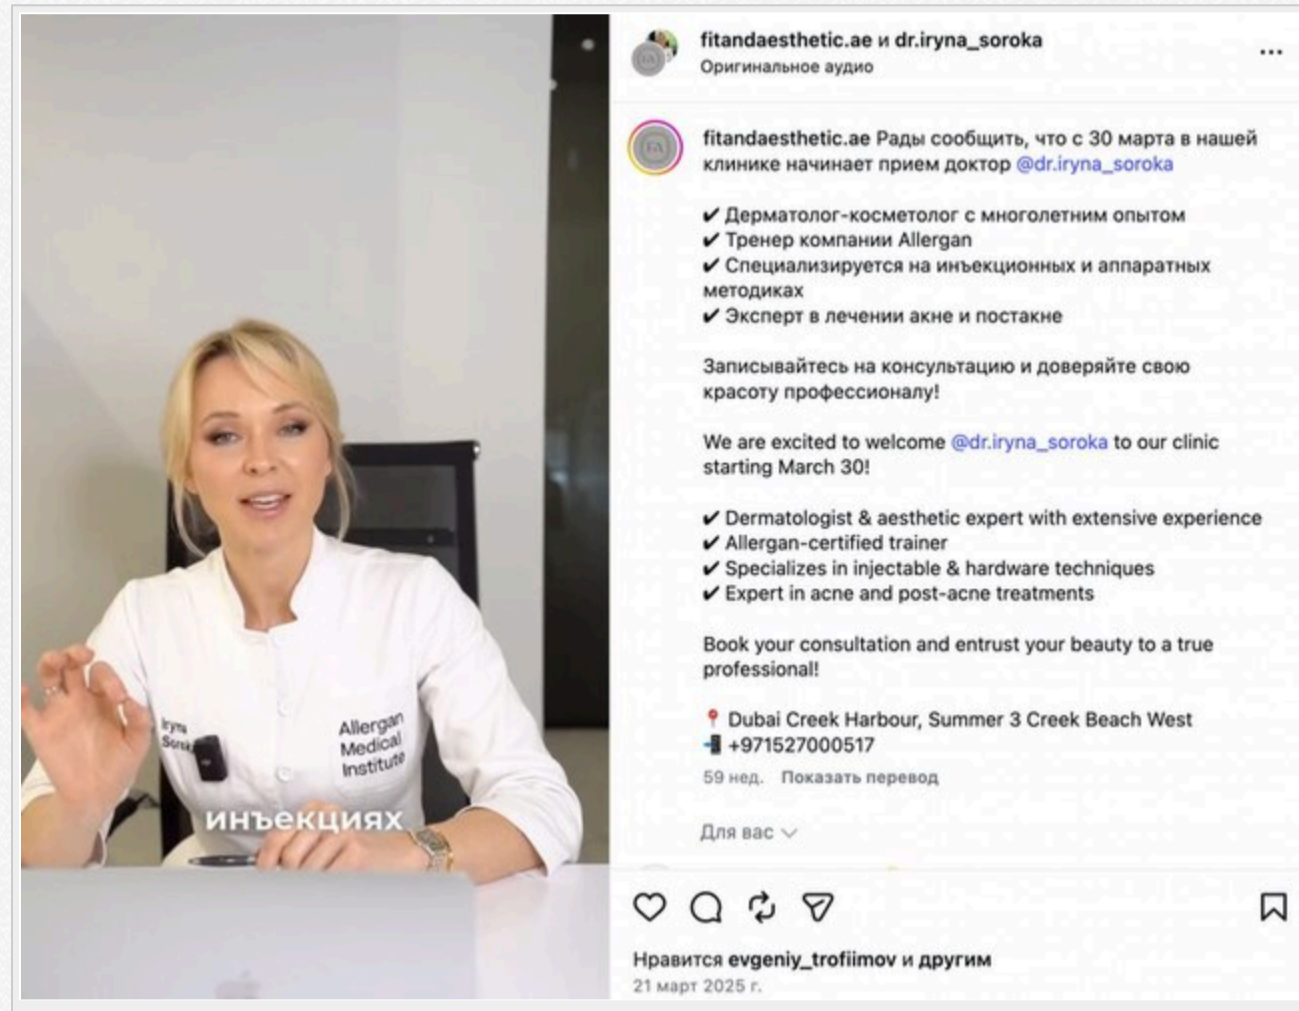 fitandaesthetic.ae и dr.iryna_soroka
Оригинальное аудио
fitandaesthetic.ae Рады сообщить, что с 30 марта в нашей
клинике начинает прием доктор @dr.iryna_soroka
✔ Дерматолог-косметолог с многолетним опытом
✔ Тренер компании Allergan
✔ Специализируется на инъекционных и аппаратных
методиках
✔ Эксперт в лечении акне и постакне
Записывайтесь на консультацию и доверяйте свою
красоту профессионалу!
We are excited to welcome @dr.iryna_soroka to our clinic
starting March 30!
✔ Dermatologist & aesthetic expert with extensive experience
✔ Allergan-certified trainer
✔ Specializes in injectable & hardware techniques
✔ Expert in acne and post-acne treatments
Book your consultation and entrust your beauty to a true
professional!
📍 Dubai Creek Harbour, Summer 3 Creek Beach West
📲 +971527000517
59 нед. Показать перевод
Для вас
Нравится evgeniy_trofiimov и другим
21 март 2025 г.
Iryna
Allergan
Medical
Institute
инъекциях
FA